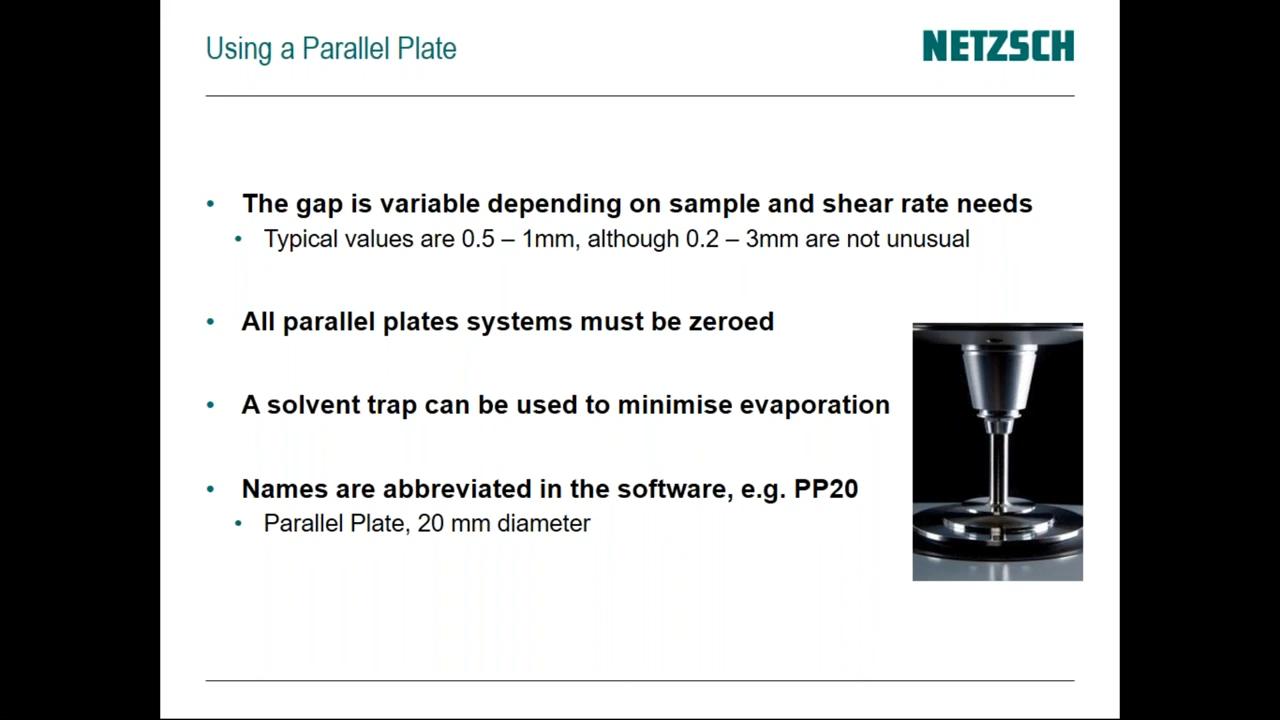 Using a Parallel Plate
NETZSCH
• The gap is variable depending on sample and shear rate needs
• Typical values are 0.5 – 1mm, although 0.2 – 3mm are not unusual
• All parallel plates systems must be zeroed
• A solvent trap can be used to minimise evaporation
• Names are abbreviated in the software, e.g. PP20
• Parallel Plate, 20 mm diameter